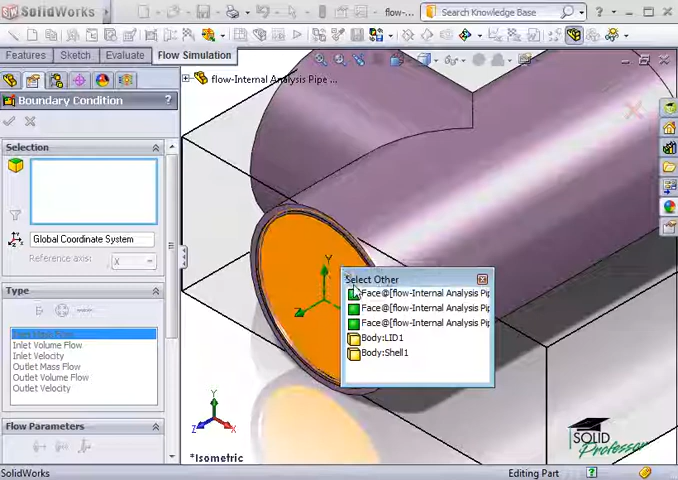 SolidWorks
flow-...
Search Knowledge Base
Features
Sketch
Evaluate
Flow Simulation
flow-Internal Analysis Pipe ...
Boundary Condition
?
Selection
Global Coordinate System
Reference axis:
X
Type
Inlet Mass Flow
Inlet Volume Flow
Inlet Velocity
Outlet Mass Flow
Outlet Volume Flow
Outlet Velocity
Flow Parameters
Select Other
Face@[flow-Internal Analysis Pip
Face@[flow-Internal Analysis Pip
Face@[flow-Internal Analysis Pip
Body:LID1
Body:Shell1
Y
Z
Y
Z
X
*Isometric
SOLID
Professor
SolidWorks
Editing Part
?